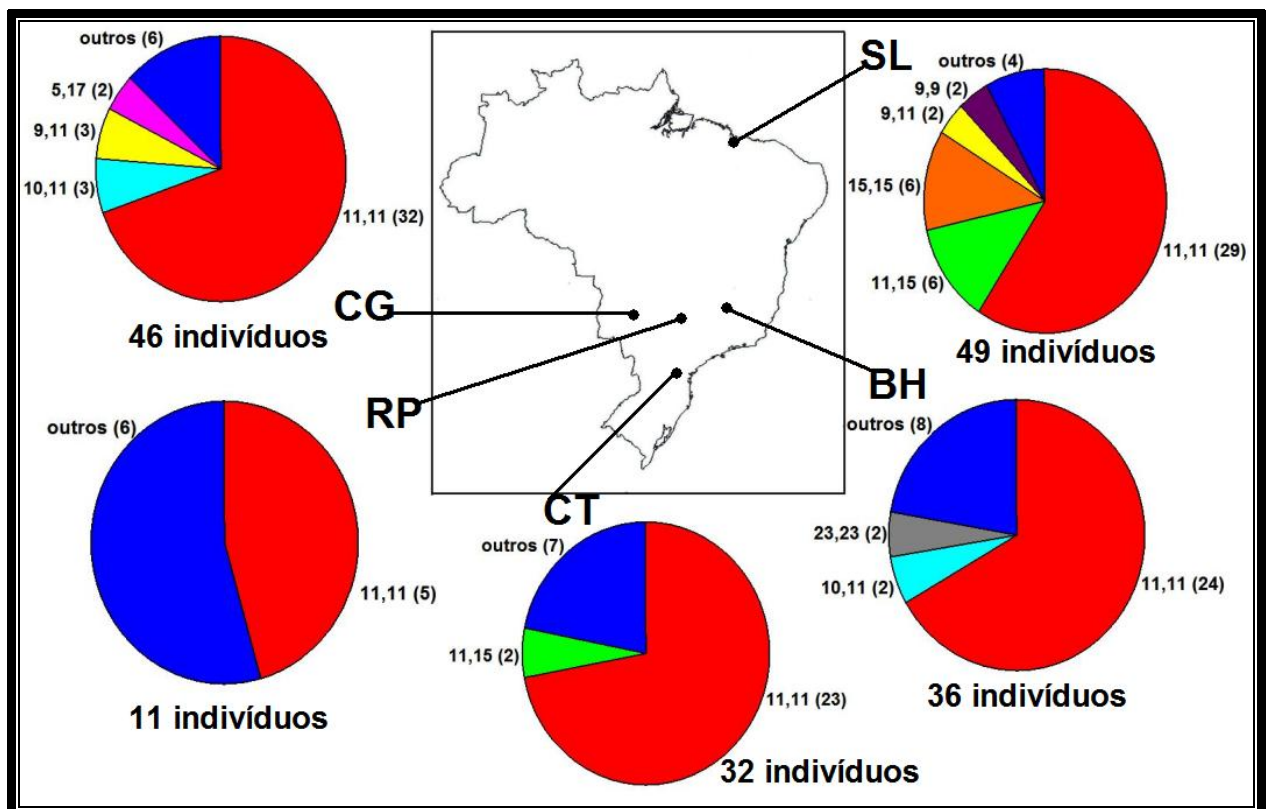 outros (6)
5,17 (2)
9,11 (3)
10,11 (3)
11,11 (32)
46 indivíduos
SL
CG
RP
BH
CT
outros (4)
9,9 (2)
9,11 (2)
15,15 (6)
11,15 (6)
11,11 (29)
49 indivíduos
outros (6)
11,11 (5)
11 indivíduos
outros (7)
11,15 (2)
11,11 (23)
32 indivíduos
outros (8)
23,23 (2)
10,11 (2)
11,11 (24)
36 indivíduos